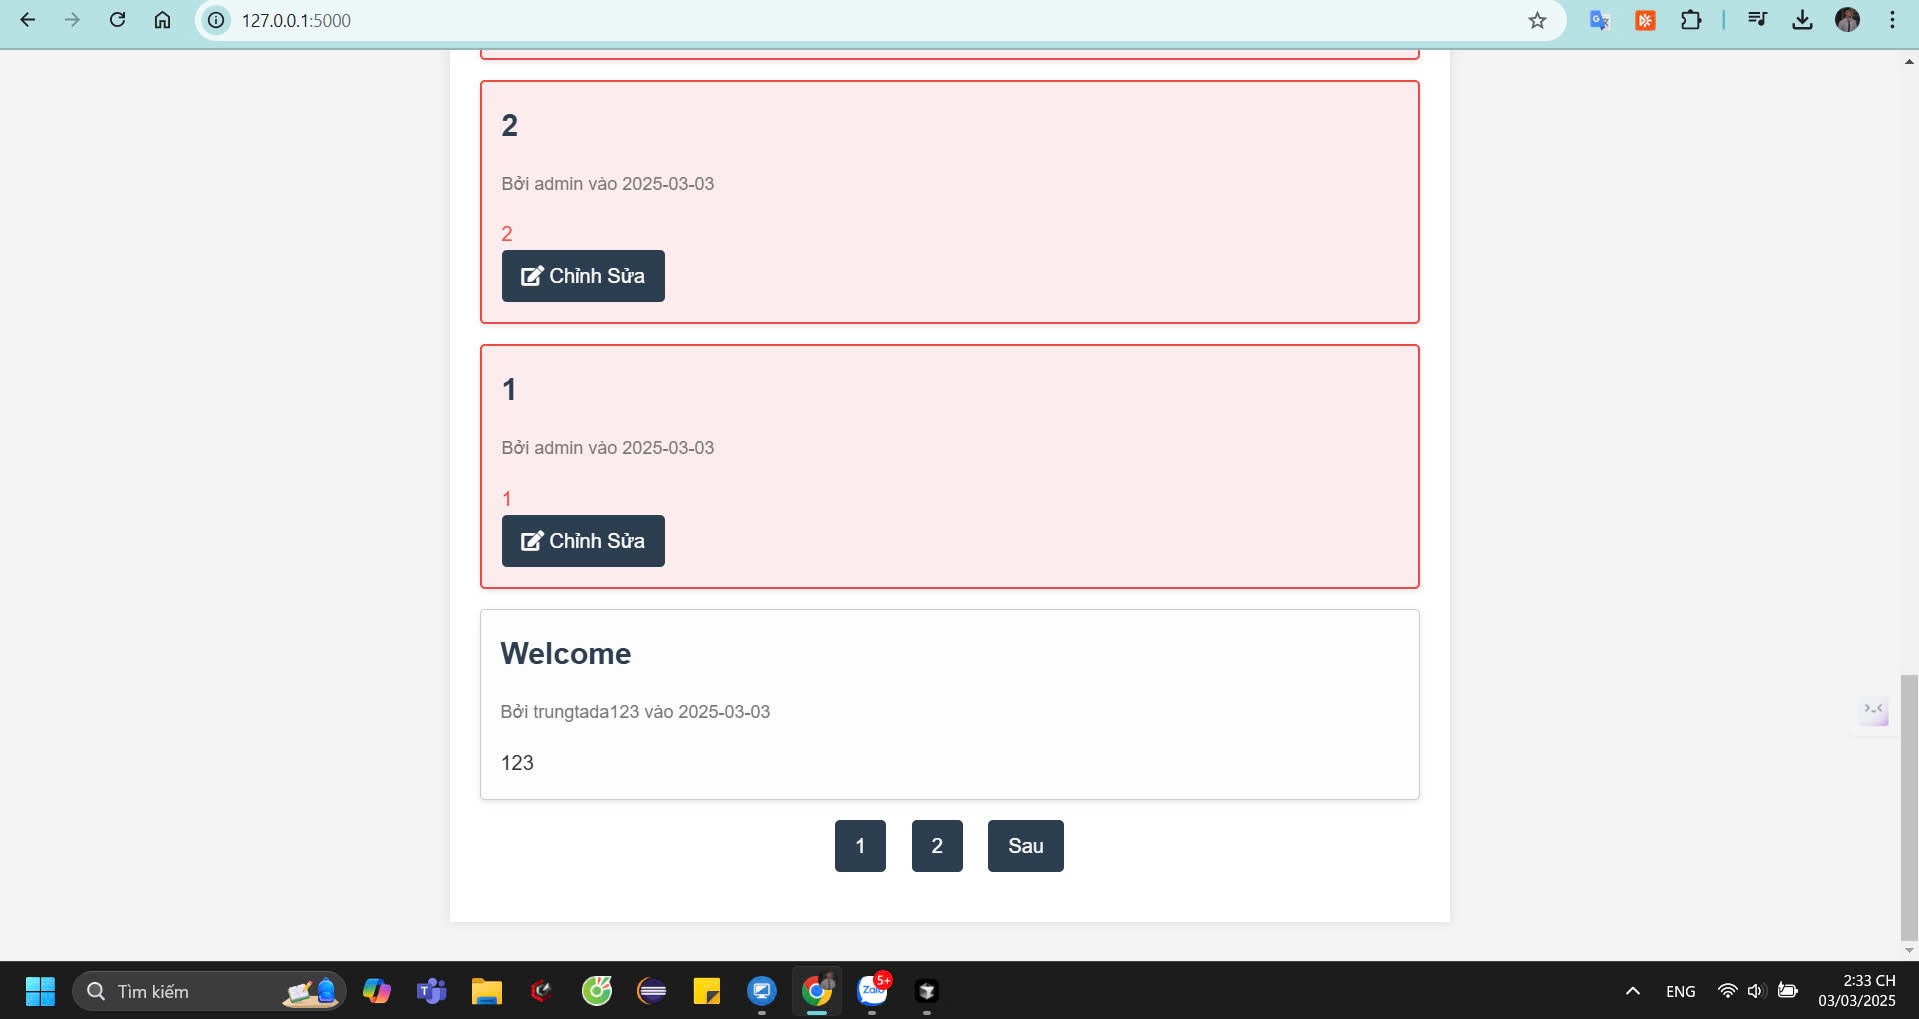 127.0.0.1:5000
2
Bởi admin vào 2025-03-03
2
Chỉnh Sửa
1
Bởi admin vào 2025-03-03
1
Chỉnh Sửa
Welcome
Bởi trungtada123 vào 2025-03-03
123
1 2 Sau
Tìm kiếm
Zalo
5+
ENG
2:33 CH
03/03/2025